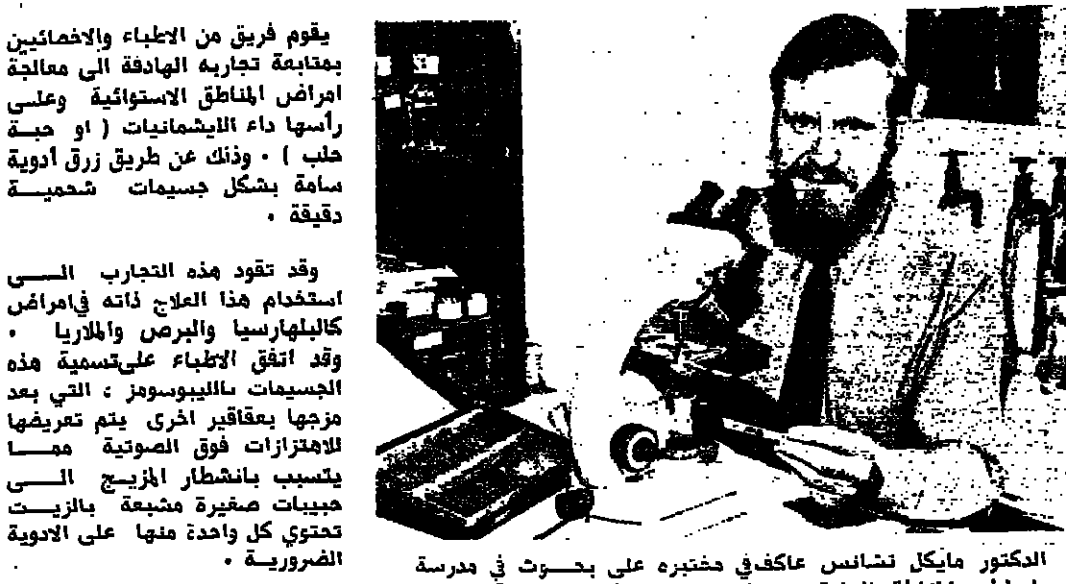 يقوم فريق من الاطباء والاخصائيين
بمتابعة تجاربه الهادفة الى معالجة
امراض المناطق الاستوائية وعلى
رأسها داء الايشمانيات ( او حبة
حلب ) . وذلك عن طريق زرق أدوية
سامة بشكل جسيمات شحمية
دقيقة .
وقد تقود هذه التجارب الى
استخدام هذا العلاج ذاته في امراض
كالبلهارسيا والبرص والملاريا .
وقد اتفق الاطباء على تسمية هذه
الجسيمات بالليبوسومز : التي بعد
مزجها بعقاقير اخرى يتم تعريضها
للاهتزازات فوق الصوتية مما
يتسبب بانشطار المزيج الى
حبيبات صغيرة مشبعة بالزيت
تحتوي كل واحدة منها على الادوية
الضرورية .
الدكتور مايكل تشانس عاكف في مختبره على بحوث في مدرسة